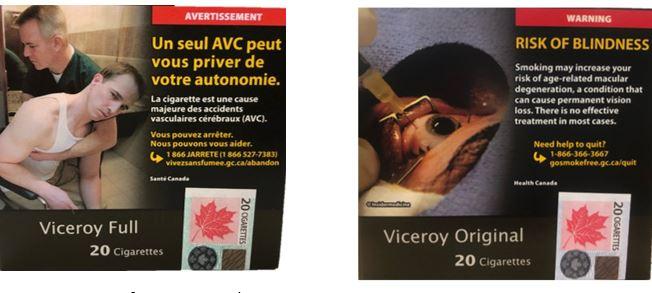 AVERTISSEMENT
Un seul AVC peut
vous priver de
votre autonomie.
La cigarette est une cause
majeure des accidents
vasculaires cérébraux (AVC).
Vous pouvez arrêter.
Nous pouvons vous aider.
1 866 JARRETE (1 866 527-7383)
vivezsansfumee.gc.ca/abandon
Santé Canada
20 CIGARETTES
Viceroy Full
20 Cigarettes
WARNING
RISK OF BLINDNESS
Smoking may increase your
risk of age-related macular
degeneration, a condition that
can cause permanent vision
loss. There is no effective
treatment in most cases.
Need help to quit?
1-866-366-3667
gosmokefree.gc.ca/quit
Health Canada
© Insidermedicine
20 CIGARETTES
Viceroy Original
20 Cigarettes